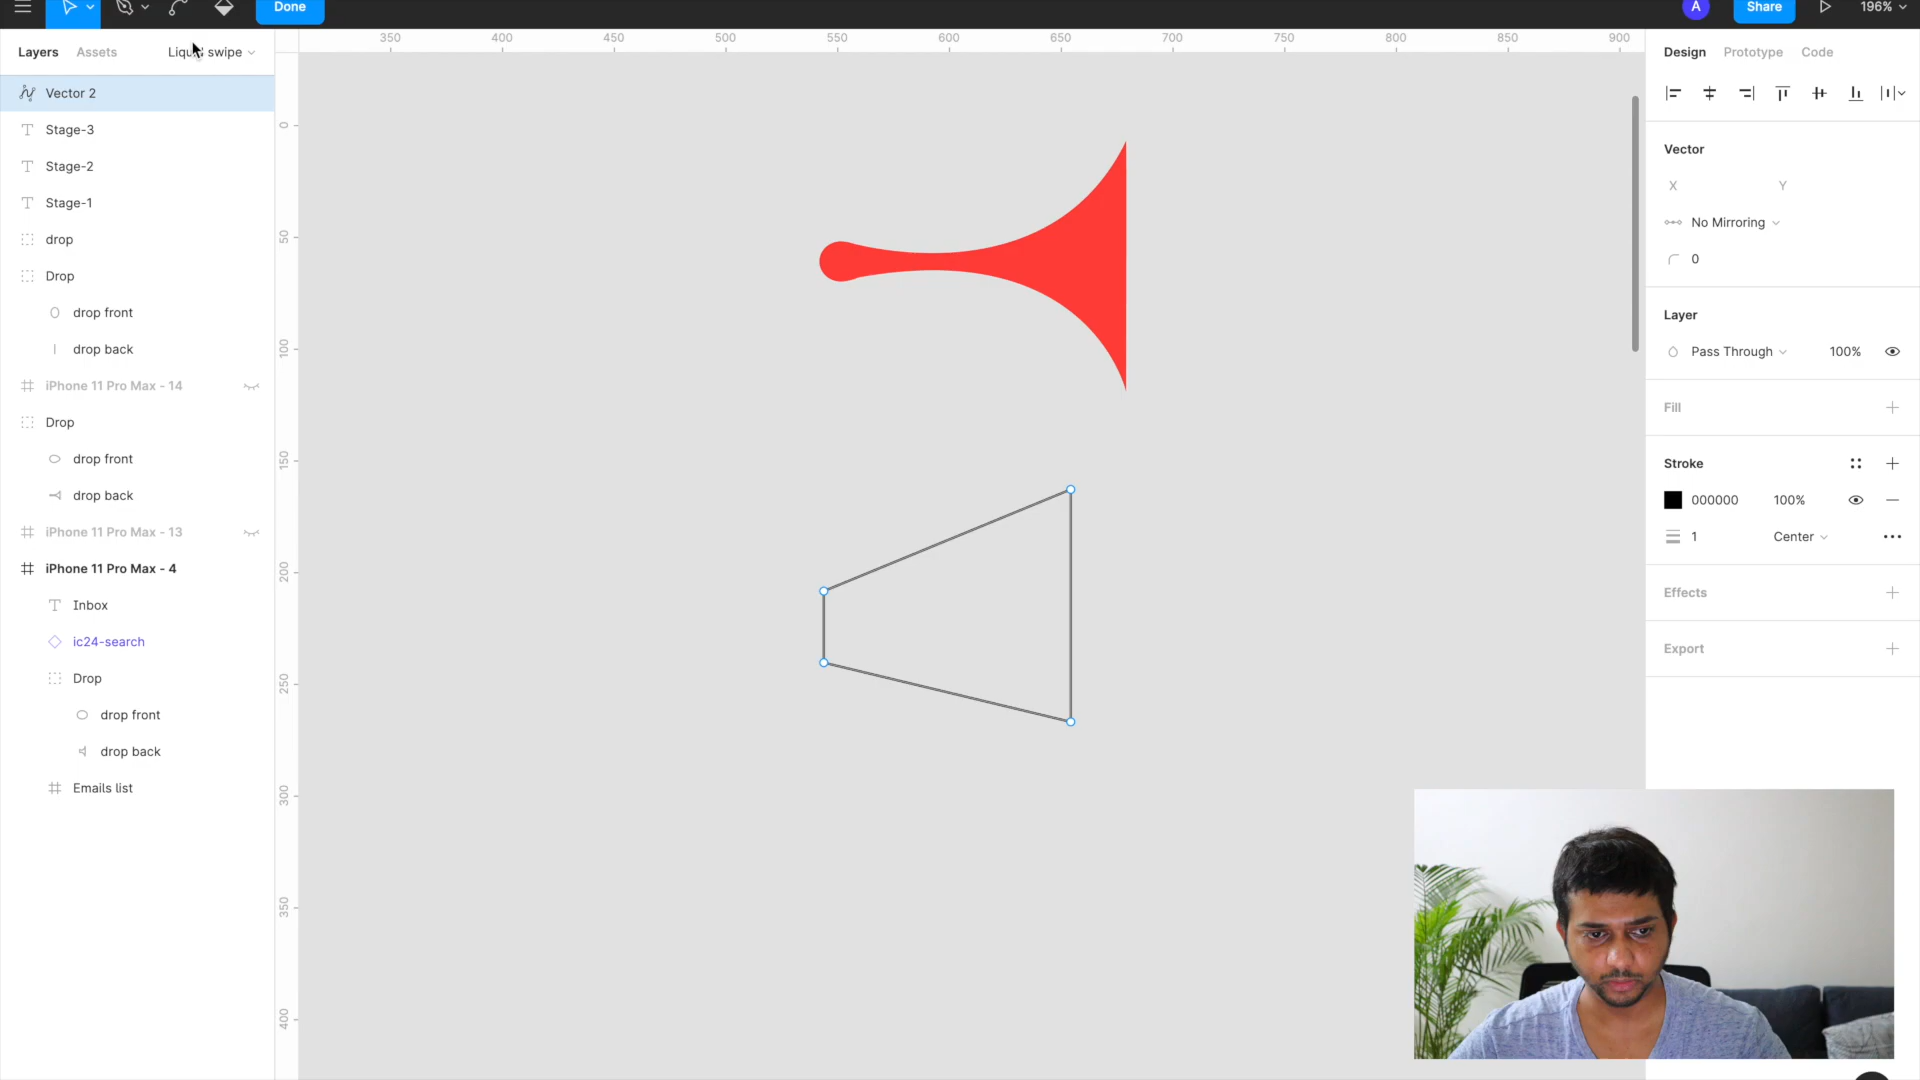 Done
A
Share
196%
Layers
Assets
Liquid swipe
Vector 2
Stage-3
Stage-2
Stage-1
drop
Drop
drop front
drop back
iPhone 11 Pro Max - 14
Drop
drop front
drop back
iPhone 11 Pro Max - 13
iPhone 11 Pro Max - 4
Inbox
ic24-search
Drop
drop front
drop back
Emails list
350
400
450
500
550
600
650
700
750
800
850
900
0
50
100
150
200
250
300
350
400
Design
Prototype
Code
Vector
X
Y
No Mirroring
0
Layer
Pass Through
100%
Fill
Stroke
000000
100%
1
Center
Effects
Export